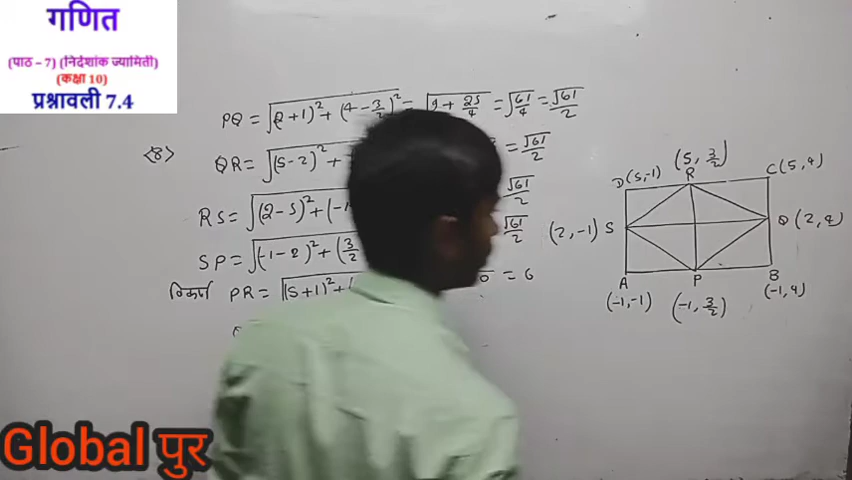 गणित
(पाठ – 7) (निर्देशांक ज्यामिती)
(कक्षा 10)
प्रश्नावली 7.4
PQ = √(2+1)² + (4-3/2)² = √9 + 25/4 = √61/4 = √61/2
<8>
QR = √(5-2)² + = √61/2
RS = √(2-5)² + (-1 √61/2
SP = √(-1-2)² + (3/2 √61/2
विकर्ण PR = √(5+1)² + = 6
D(5,-1) R (5, 3/2) C(5,4)
(2,-1) S Q (2,4)
A P B
(-1,-1) (-1, 3/2) (-1,4)
Global पुर